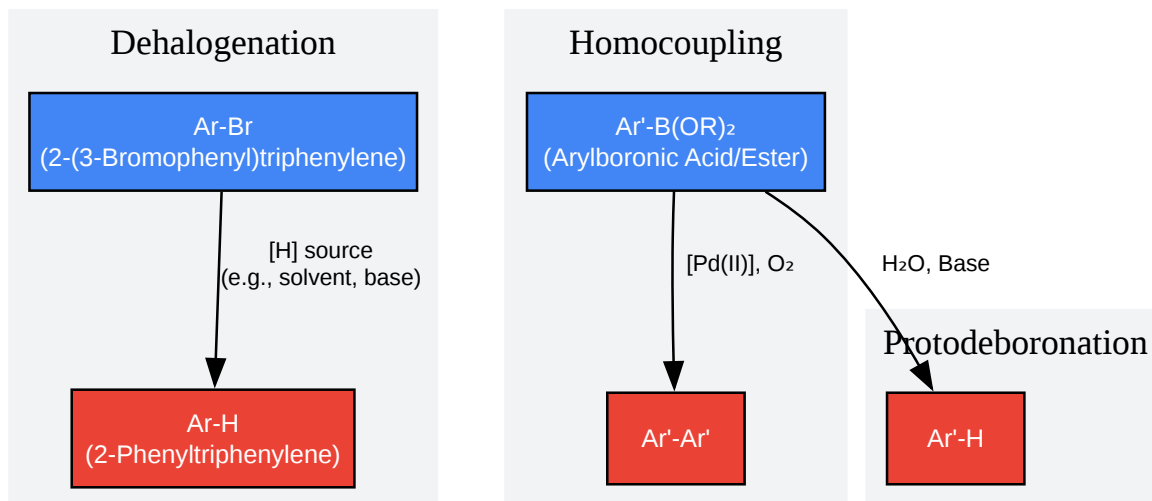 Dehalogenation
Ar-Br
(2-(3-Bromophenyl)triphenylene)
[H] source
(e.g., solvent, base)
Ar-H
(2-Phenyltriphenylene)
Homocoupling
Ar'-B(OR)₂
(Arylboronic Acid/Ester)
[Pd(II)], O₂
H₂O, Base
Ar'-Ar'
Protodeboronation
Ar'-H